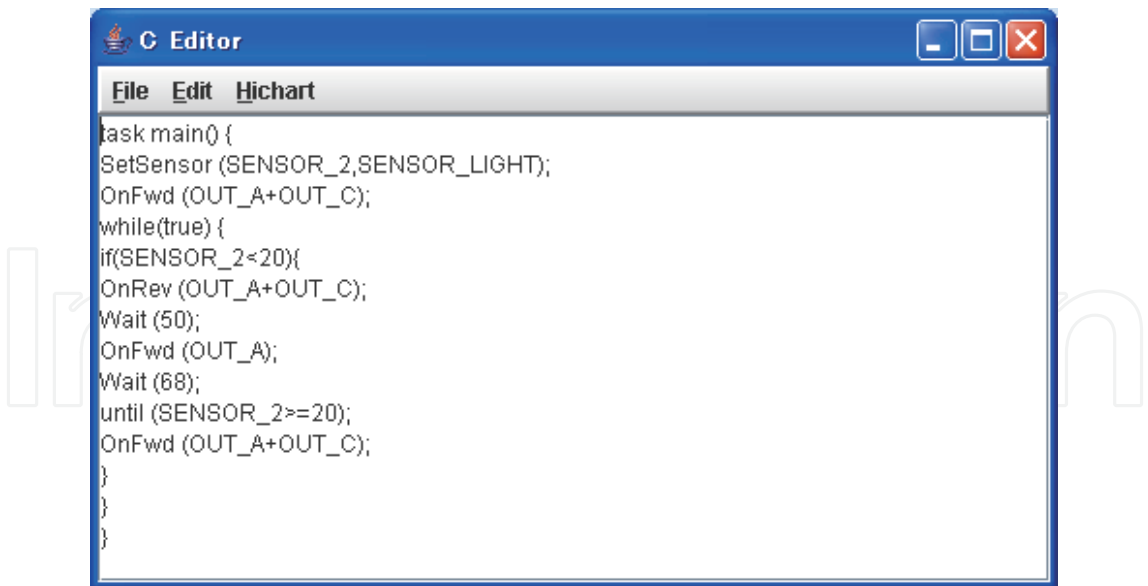 C Editor
File Edit Hichart
task main() {
SetSensor (SENSOR_2,SENSOR_LIGHT);
OnFwd (OUT_A+OUT_C);
while(true) {
if(SENSOR_2<20){
OnRev (OUT_A+OUT_C);
Wait (50);
OnFwd (OUT_A);
Wait (68);
until (SENSOR_2>=20);
OnFwd (OUT_A+OUT_C);
}
}
}